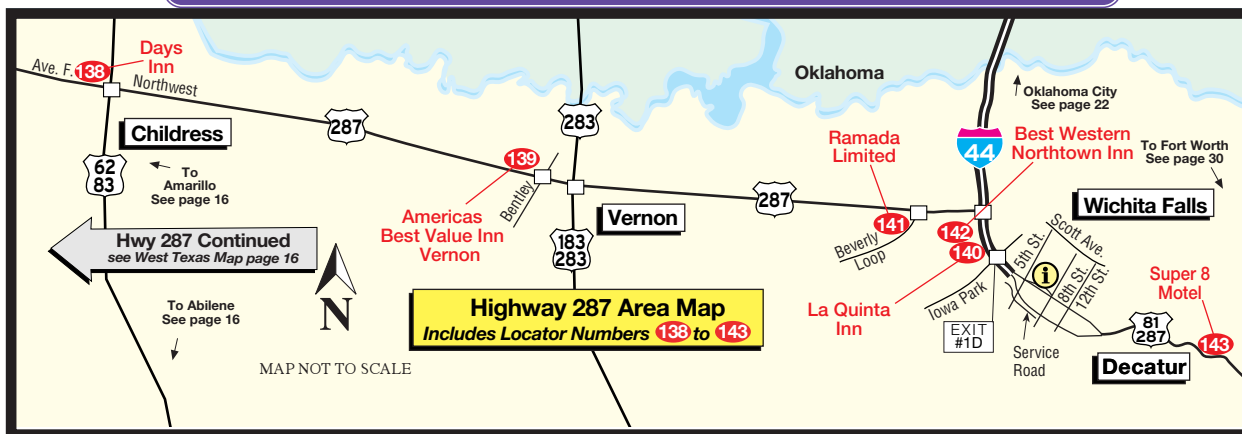 Days
Inn
Ave. F.
138
Northwest
Childress
287
62
83
To
Amarillo
See page 16
Hwy 287 Continued
see West Texas Map page 16
To Abilene
See page 16
N
MAP NOT TO SCALE
283
139
Bentley
Americas
Best Value Inn
Vernon
Vernon
183
283
Highway 287 Area Map
Includes Locator Numbers 138 to 143
Oklahoma
287
Ramada
Limited
141
Beverly
Loop
44
Oklahoma City
See page 22
Best Western
Northtown Inn
142
140
La Quinta
Inn
Iowa Park
EXIT
#1D
Service
Road
5th St.
Scott Ave.
i
8th St.
12th St.
To Fort Worth
See page 30
Wichita Falls
81
287
Super 8
Motel
143
Decatur